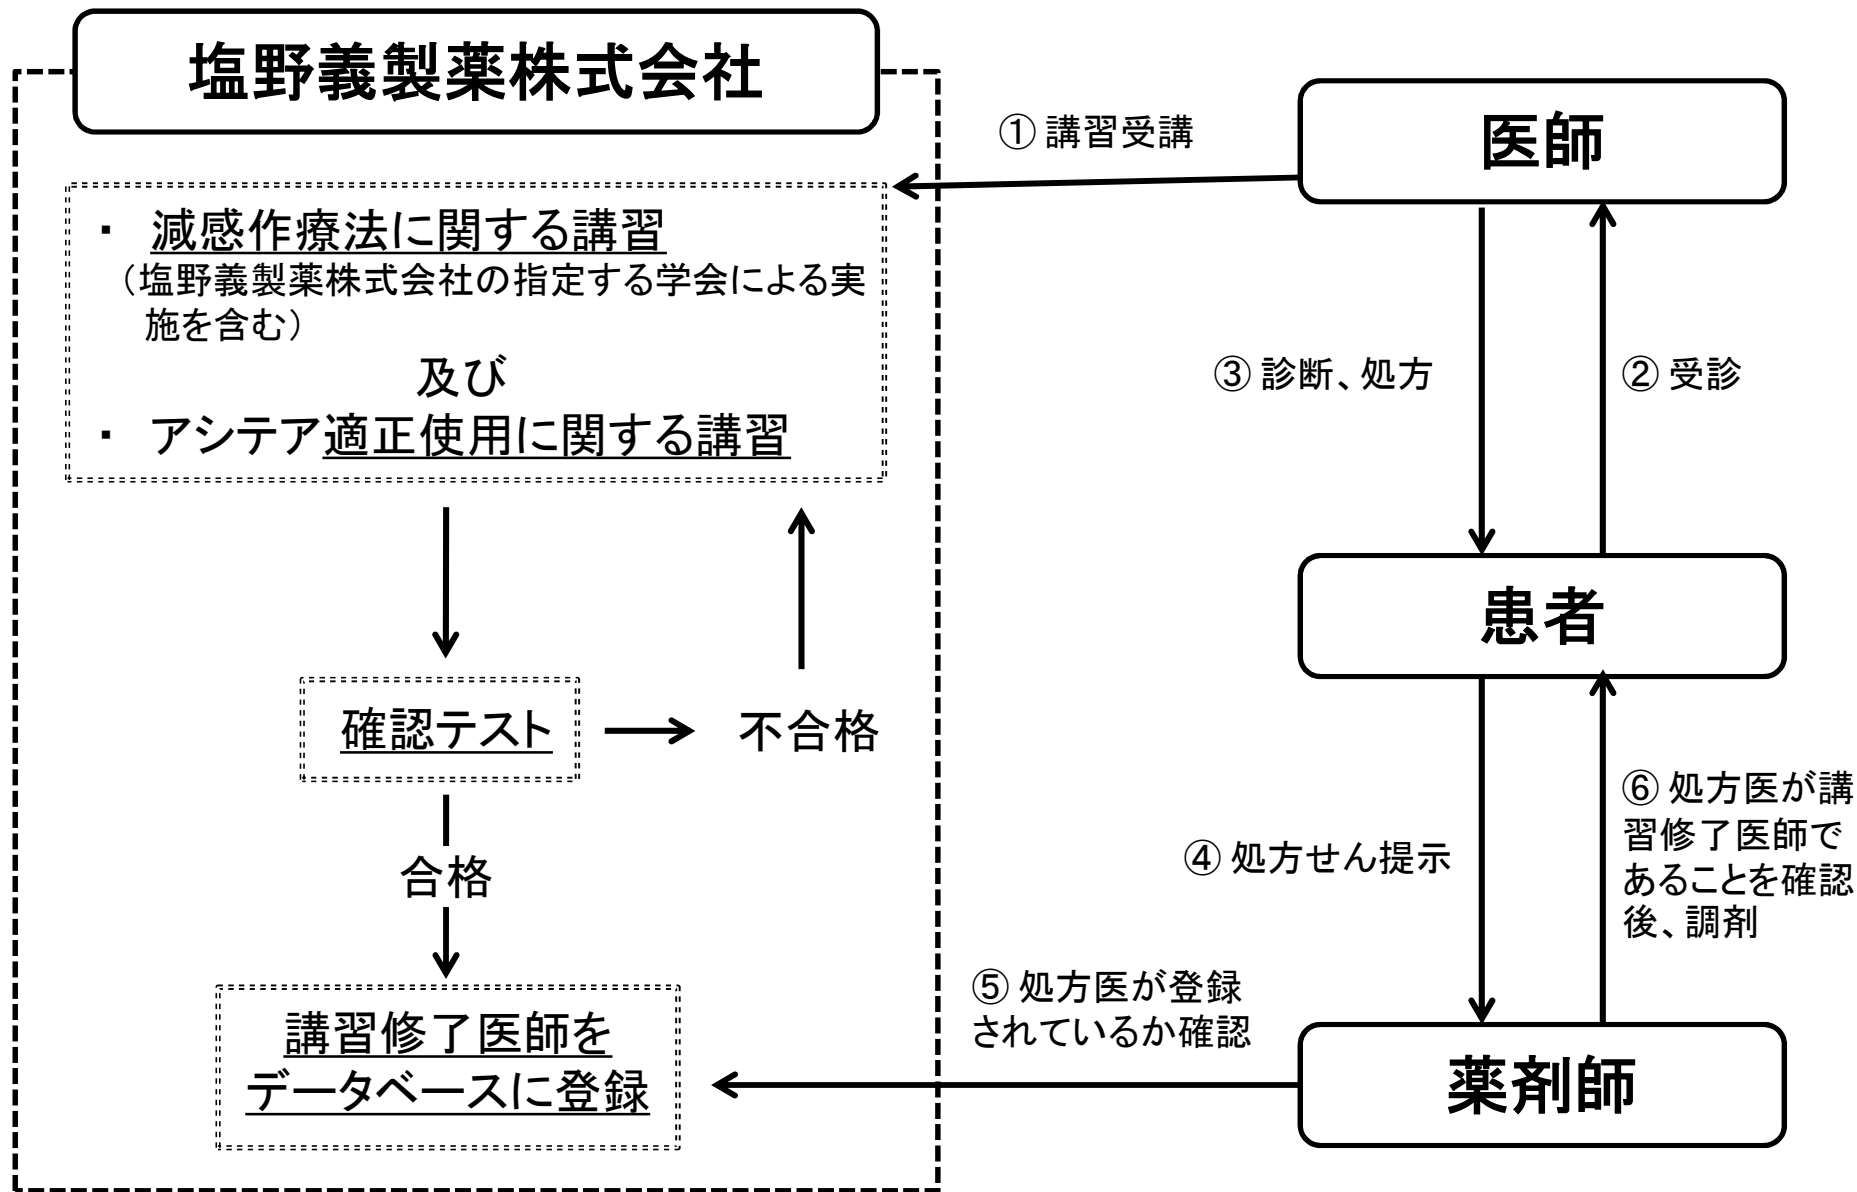 塩野義製薬株式会社
・ 減感作療法に関する講習
（塩野義製薬株式会社の指定する学会による実
施を含む）
及び
・ アシテア適正使用に関する講習
確認テスト
不合格
合格
講習修了医師を
データベースに登録
① 講習受講
医師
③ 診断、処方
② 受診
患者
④ 処方せん提示
⑥ 処方医が講
習修了医師で
あることを確認
後、調剤
⑤ 処方医が登録
されているか確認
薬剤師